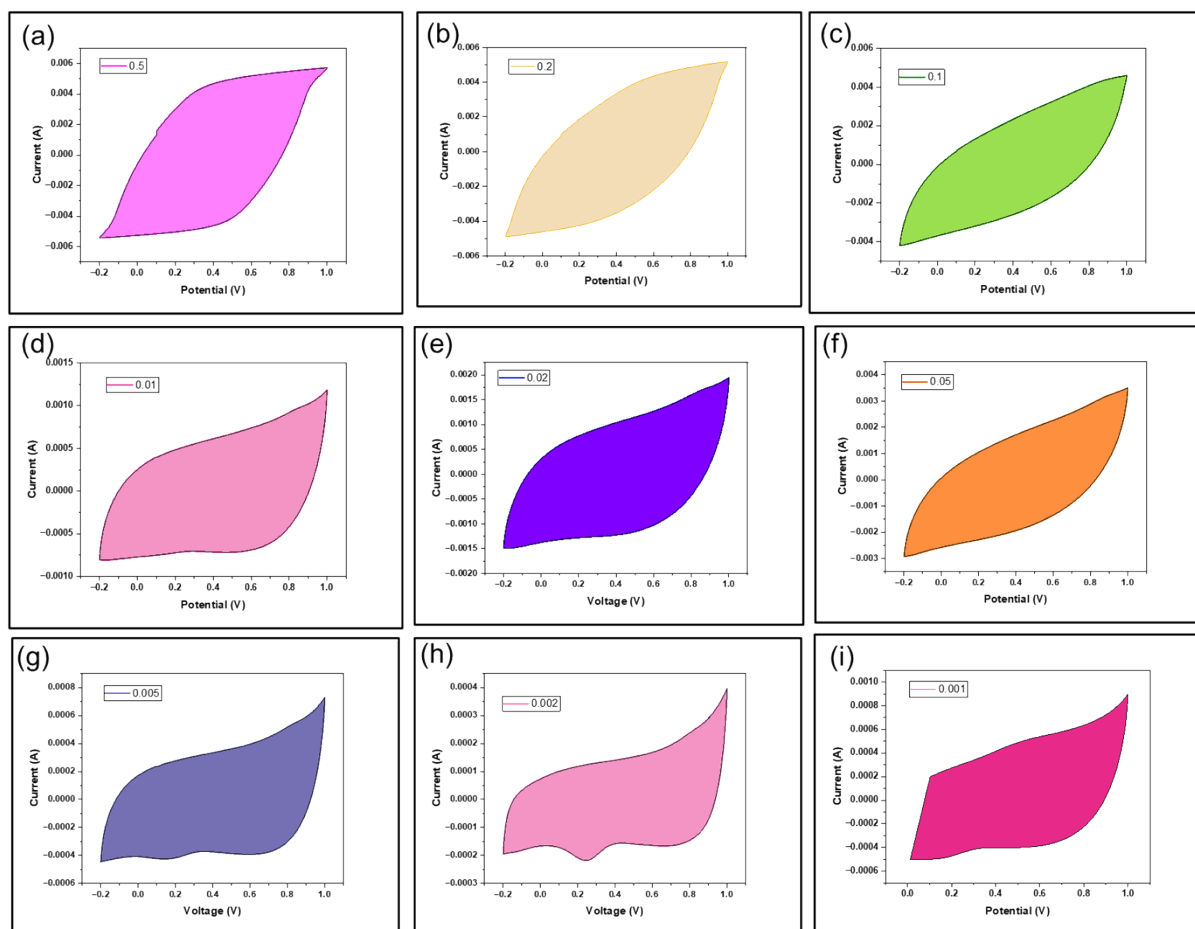 (a)
0.5
0.006
0.004
0.002
0.000
−0.002
−0.004
−0.006
Current (A)
−0.2 0.0 0.2 0.4 0.6 0.8 1.0
Potential (V)
(b)
0.2
0.006
0.004
0.002
0.000
−0.002
−0.004
−0.006
Current (A)
−0.2 0.0 0.2 0.4 0.6 0.8 1.0
Potential (V)
(c)
0.1
0.006
0.004
0.002
0.000
−0.002
−0.004
Current (A)
−0.2 0.0 0.2 0.4 0.6 0.8 1.0
Potential (V)
(d)
0.01
0.0015
0.0010
0.0005
0.0000
−0.0005
−0.0010
Current (A)
−0.2 0.0 0.2 0.4 0.6 0.8 1.0
Potential (V)
(e)
0.02
0.0020
0.0015
0.0010
0.0005
0.0000
−0.0005
−0.0010
−0.0015
−0.0020
Current (A)
−0.2 0.0 0.2 0.4 0.6 0.8 1.0
Voltage (V)
(f)
0.05
0.004
0.003
0.002
0.001
−0.000
−0.001
−0.002
−0.003
Current (A)
−0.2 0.0 0.2 0.4 0.6 0.8 1.0
Potential (V)
(g)
0.005
0.0008
0.0006
0.0004
0.0002
0.0000
−0.0002
−0.0004
−0.0006
Current (A)
−0.2 0.0 0.2 0.4 0.6 0.8 1.0
Voltage (V)
(h)
0.002
0.0004
0.0003
0.0002
0.0001
0.0000
−0.0001
−0.0002
−0.0003
Current (A)
−0.2 0.0 0.2 0.4 0.6 0.8 1.0
Voltage (V)
(i)
0.001
0.0010
0.0008
0.0006
0.0004
0.0002
0.0000
−0.0002
−0.0004
−0.0006
Current (A)
0.0 0.2 0.4 0.6 0.8 1.0
Potential (V)